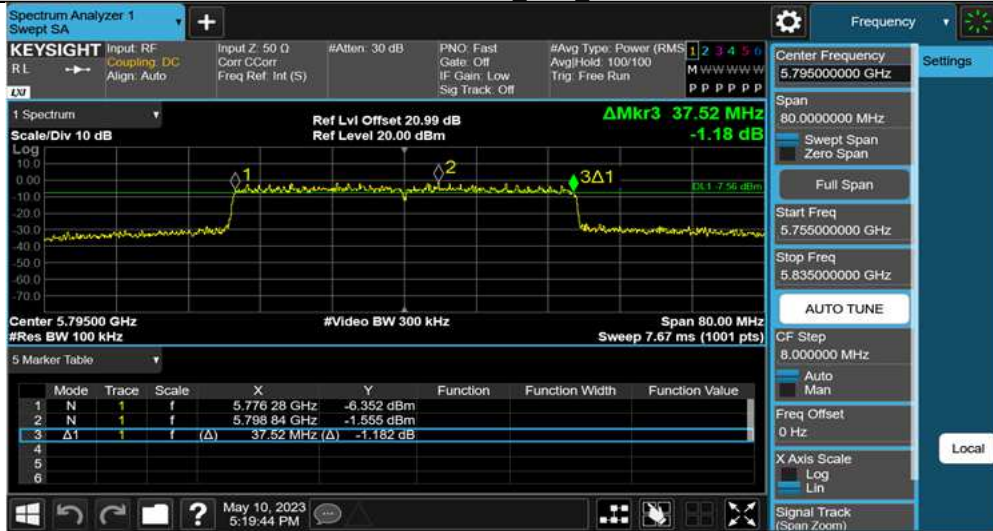 Spectrum Analyzer 1
Swept SA
+
Frequency
KEYSIGHT
RL
LXI
Input: RF
Coupling: DC
Align: Auto
Input Z: 50 Ω
Corr CCorr
Freq Ref: Int (S)
#Atten: 30 dB
PNO: Fast
Gate: Off
IF Gain: Low
Sig Track: Off
#Avg Type: Power (RMS
Avg|Hold: 100/100
Trig: Free Run
1 2 3 4 5 6
M W W W W W
P P P P P P
1 Spectrum
Scale/Div 10 dB
Ref Lvl Offset 20.99 dB
Ref Level 20.00 dBm
ΔMkr3 37.52 MHz
-1.18 dB
Log
10.0
0.00
-10.0
-20.0
-30.0
-40.0
-50.0
-60.0
-70.0
1
2
3Δ1
DL1 -7.56 dBm
Center 5.79500 GHz
#Res BW 100 kHz
#Video BW 300 kHz
Span 80.00 MHz
Sweep 7.67 ms (1001 pts)
5 Marker Table
Mode Trace Scale X Y Function Function Width Function Value
1 N 1 f 5.776 28 GHz -6.352 dBm
2 N 1 f 5.798 84 GHz -1.555 dBm
3 Δ1 1 f (Δ) 37.52 MHz (Δ) -1.182 dB
4
5
6
?
May 10, 2023
5:19:44 PM
Center Frequency
5.795000000 GHz
Span
80.0000000 MHz
Swept Span
Zero Span
Full Span
Start Freq
5.755000000 GHz
Stop Freq
5.835000000 GHz
AUTO TUNE
CF Step
8.000000 MHz
Auto
Man
Freq Offset
0 Hz
X Axis Scale
Log
Lin
Signal Track
(Span Zoom)
Settings
Local